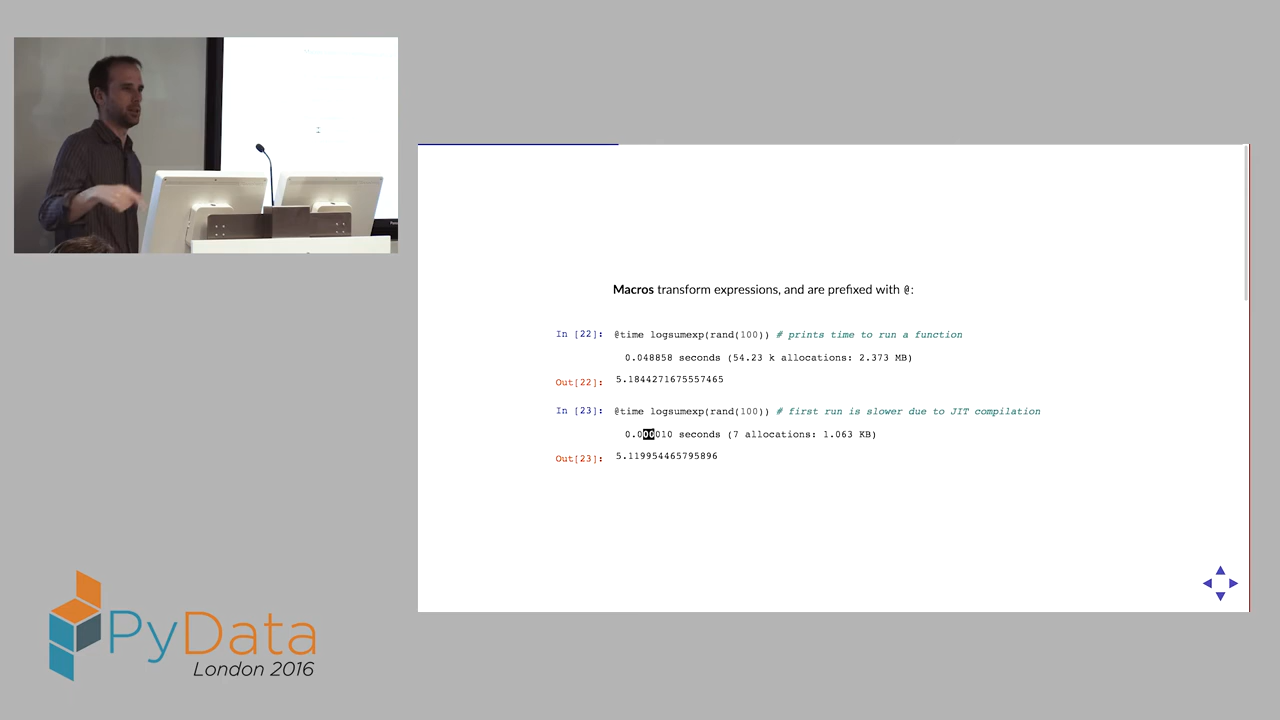 Macros transform expressions, and are prefixed with @:
In [22]: @time logsumexp(rand(100)) # prints time to run a function
0.048858 seconds (54.23 k allocations: 2.373 MB)
Out[22]: 5.1844271675557465
In [23]: @time logsumexp(rand(100)) # first run is slower due to JIT compilation
0.000010 seconds (7 allocations: 1.063 KB)
Out[23]: 5.119954465795896
PyData
London 2016